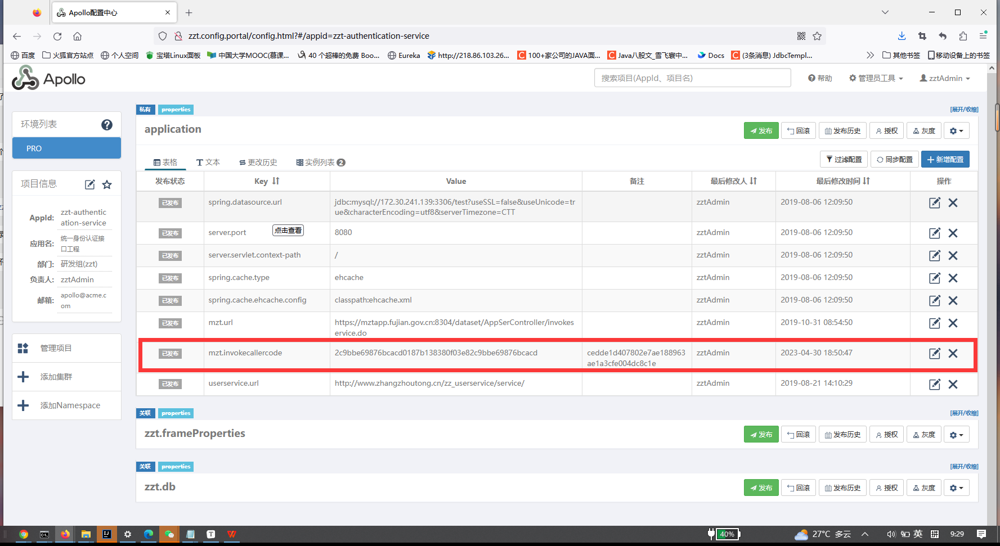 Apollo配置中心
zzt.config.portal/config.html?#/appid=zzt-authentication-service
百度 火狐官方站点 个人空间 宝塔Linux面板 中国大学MOOC(慕课... 40 个超棒的免费 Boo... Eureka http://218.86.103.26... 100+家公司的JAVA面... Java八股文_雪飞寰中... Docs (3条消息) JdbcTempl... 其他书签 移动设备上的书签
Apollo
搜索项目(AppId、项目名)
帮助 管理员工具 zztAdmin
环境列表
PRO
项目信息
AppId: zzt-authentic
ation-service
应用名: 统一身份认证接
口工程
部门: 研发组(zzt)
负责人: zztAdmin
邮箱: apollo@acme.c
om
管理项目
添加集群
添加Namespace
私有 properties [展开/收缩]
application
发布 回滚 发布历史 授权 灰度
表格 文本 更改历史 实例列表 2
过滤配置 同步配置 新增配置
发布状态 Key Value 备注 最后修改人 最后修改时间 操作
已发布 spring.datasource.url jdbc:mysql://172.30.241.139:3306/test?useSSL=false&useUnicode=tr zztAdmin 2019-08-06 12:09:50
ue&characterEncoding=utf8&serverTimezone=CTT
已发布 server.port 点击查看 8080 zztAdmin 2019-08-06 12:09:50
已发布 server.servlet.context-path / zztAdmin 2019-08-06 12:09:50
已发布 spring.cache.type ehcache zztAdmin 2019-08-06 12:09:50
已发布 spring.cache.ehcache.config classpath:ehcache.xml zztAdmin 2019-08-06 12:09:50
已发布 mzt.url https://mztapp.fujian.gov.cn:8304/dataset/AppSerController/invokes zztAdmin 2019-10-31 08:54:50
ervice.do
已发布 mzt.invokecallercode 2c9bbe69876bcacd0187b138380f03e82c9bbe69876bcacd cedde1d407802e7ae188963 zztAdmin 2023-04-30 18:50:47
ae1a3cfe004dc8c1e
已发布 userservice.url http://www.zhangzhoutong.cn/zz_userservice/service/ zztAdmin 2019-08-21 14:10:29
关联 properties [展开/收缩]
zzt.frameProperties
发布 回滚 发布历史 授权 灰度
关联 properties [展开/收缩]
zzt.db
发布 回滚 发布历史 授权 灰度
40% 27°C 多云 英 拼 9:29